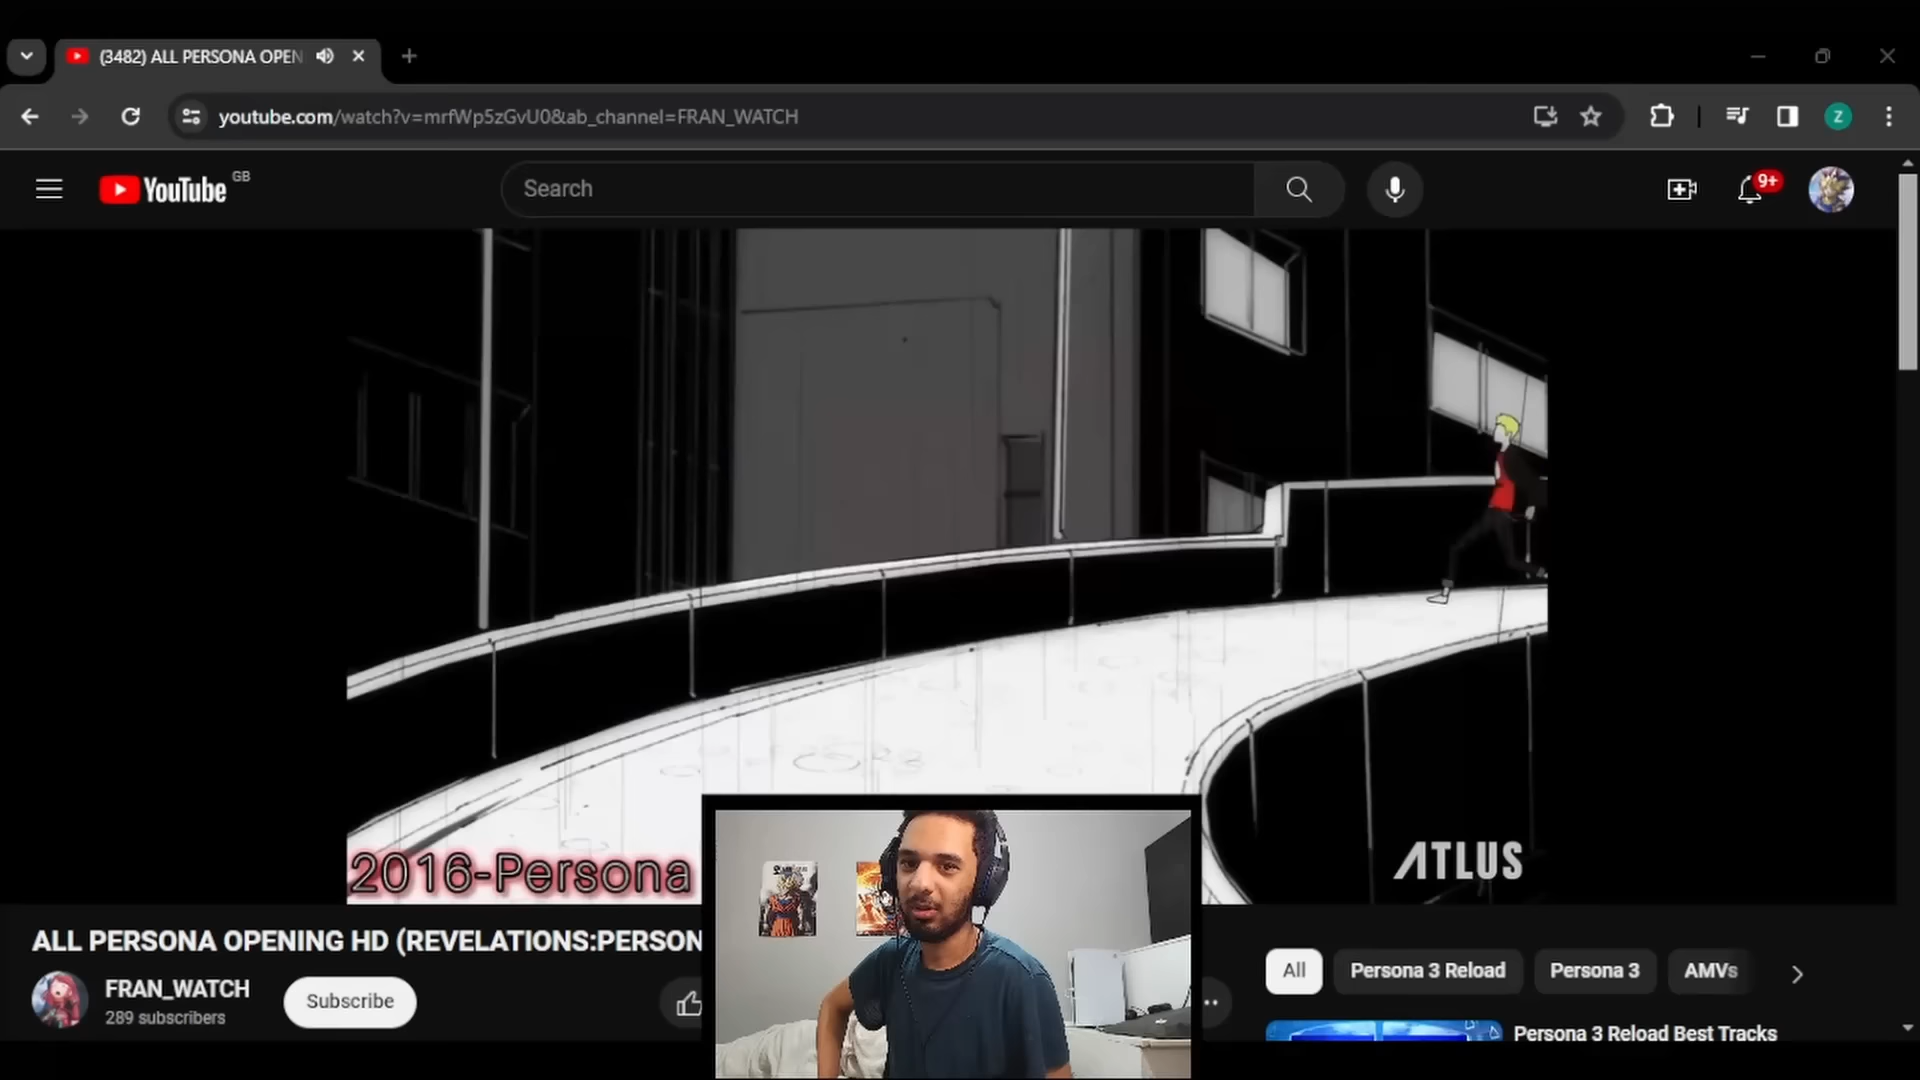 (3482) ALL PERSONA OPEN
youtube.com/watch?v=mrfWp5zGvU0&ab_channel=FRAN_WATCH
Z
YouTube GB
Search
9+
2016-Persona
ATLUS
ALL PERSONA OPENING HD (REVELATIONS:PERSON
FRAN_WATCH
289 subscribers
Subscribe
All
Persona 3 Reload
Persona 3
AMVs
Persona 3 Reload Best Tracks